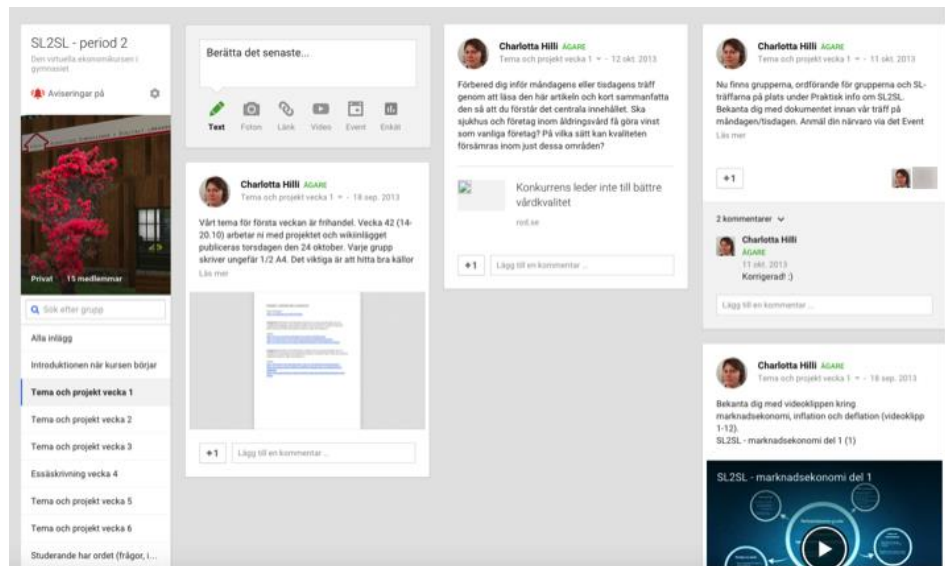 SL2SL - period 2
Den virtuella ekonomikursen i
gymnasiet
Aviseringar på
Privat 15 medlemmar
Sök efter grupp
Alla inlägg
Introduktionen när kursen börjar
Tema och projekt vecka 1
Tema och projekt vecka 2
Tema och projekt vecka 3
Essäskrivning vecka 4
Tema och projekt vecka 5
Tema och projekt vecka 6
Studerande har ordet (frågor, i...
Berätta det senaste...
Text Foton Länk Video Event Enkät
Charlotta Hilli ÄGARE
Tema och projekt vecka 1 - 18 sep. 2013
Vårt tema för första veckan är frihandel. Vecka 42 (14-
20.10) arbetar ni med projektet och wikiinlägget
publiceras torsdagen den 24 oktober. Varje grupp
skriver ungefär 1/2 A4. Det viktiga är att hitta bra källor
Läs mer
+1 Lägg till en kommentar ...
Charlotta Hilli ÄGARE
Tema och projekt vecka 1 - 12 okt. 2013
Förbered dig inför måndagens eller tisdagens träff
genom att läsa den här artikeln och kort sammanfatta
den så att du förstår det centrala innehållet. Ska
sjukhus och företag inom åldringsvård få göra vinst
som vanliga företag? På vilka sätt kan kvaliteten
försämras inom just dessa områden?
Konkurrens leder inte till bättre
vårdkvalitet
+1 Lägg till en kommentar ...
Charlotta Hilli ÄGARE
Tema och projekt vecka 1 - 11 okt. 2013
Nu finns grupperna, ordförande för grupperna och SL-
träffarna på plats under Praktisk info om SL2SL.
Bekanta dig med dokumentet innan vår träff på
måndagen/tisdagen. Anmäl din närvaro via det Event
Läs mer
+1
2 kommentarer
Charlotta Hilli
ÄGARE
11 okt. 2013
Korrigerad! :)
Lägg till en kommentar ...
Charlotta Hilli ÄGARE
Tema och projekt vecka 1 - 18 sep. 2013
Bekanta dig med videoklippen kring
marknadsekonomi, inflation och deflation (videoklipp
1-12).
SL2SL - marknadsekonomi del 1 (1)
SL2SL - marknadsekonomi del 1